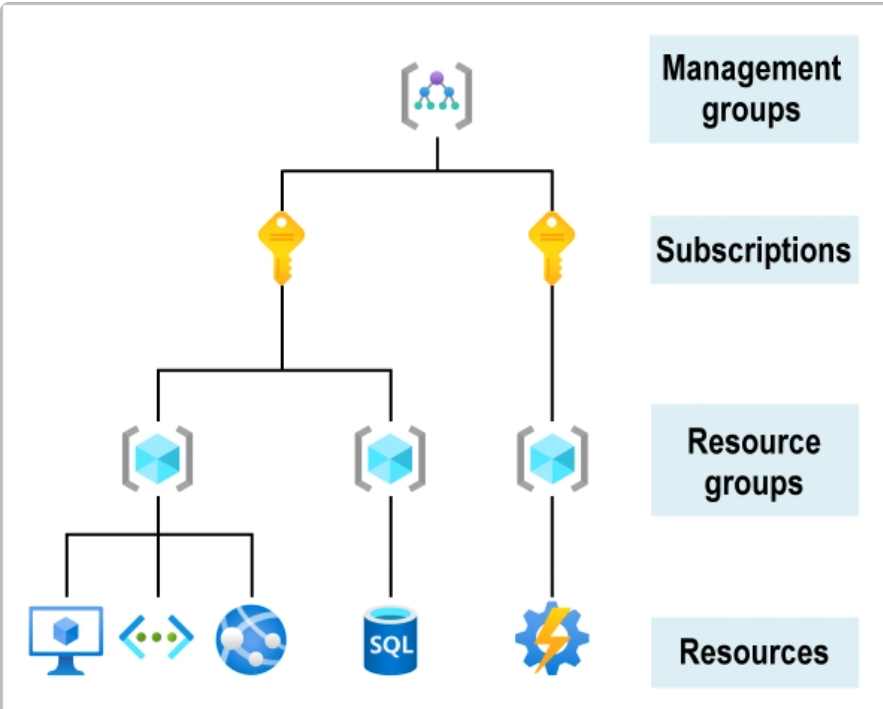 Management
groups
Subscriptions
Resource
groups
SQL
Resources